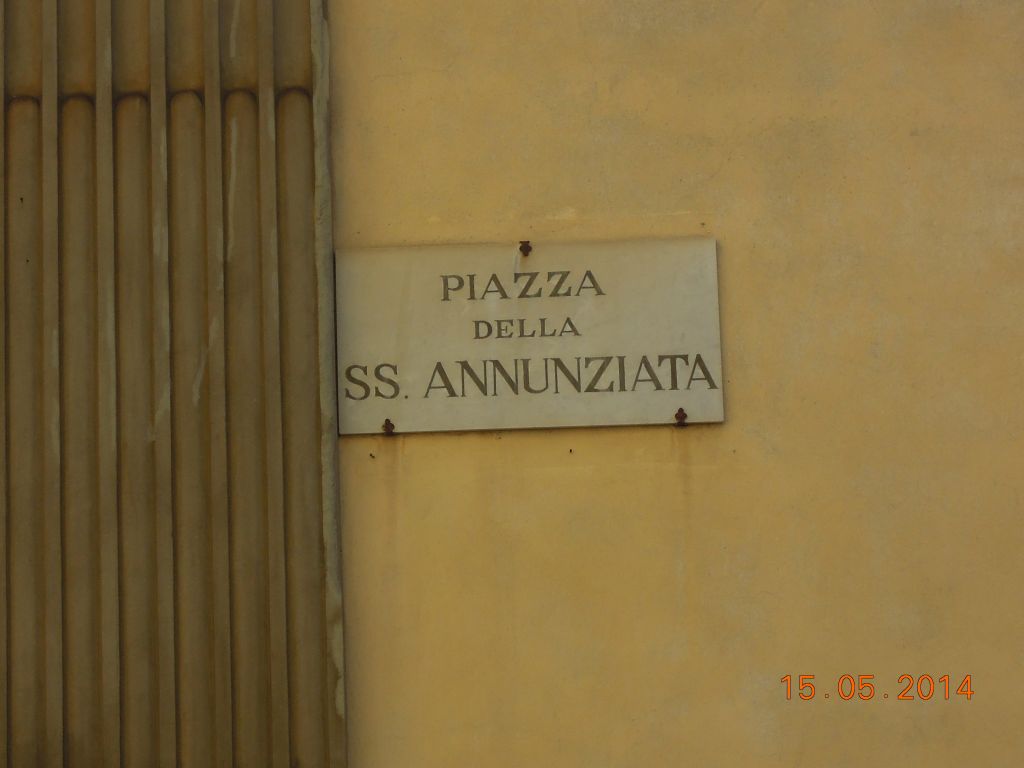 PIAZZA
DELLA
SS. ANNUNZIATA
15.05.2014